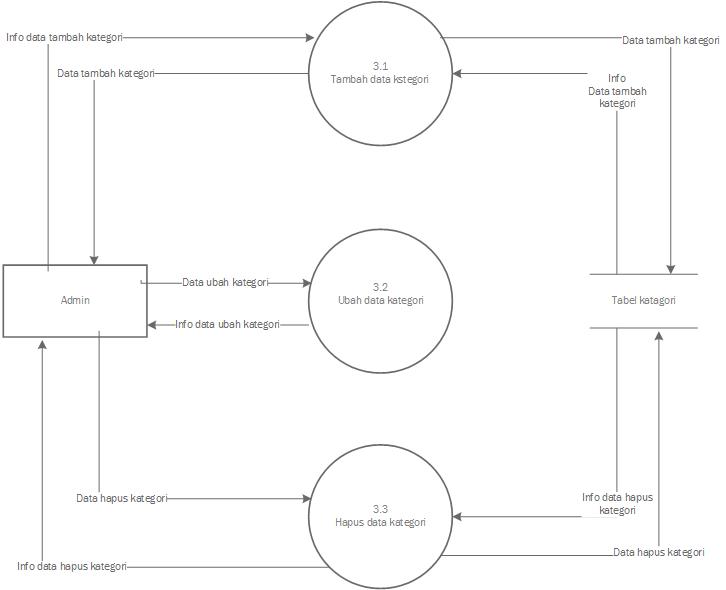 Info data tambah kategori
Data tambah kategori
3.1
Tambah data kstegori
Data tambah kategori
Info
Data tambah
kategori
Admin
Data ubah kategori
Info data ubah kategori
3.2
Ubah data kategori
Tabel katagori
Data hapus kategori
Info data hapus kategori
3.3
Hapus data kategori
Info data hapus
kategori
Data hapus kategori